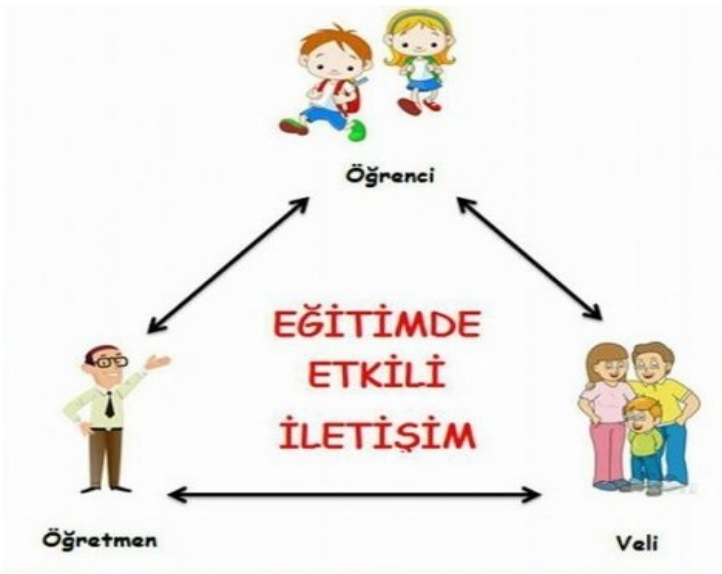 Öğrenci
EĞİTİMDE
ETKİLİ
İLETİŞİM
Öğretmen
Veli